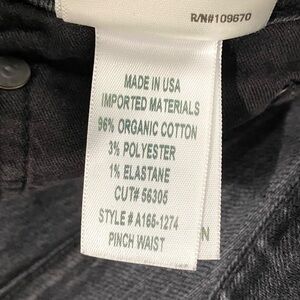 R/N#109670
MADE IN USA
IMPORTED MATERIALS
96% ORGANIC COTTON
3% POLYESTER
1% ELASTANE
CUT# 56305
STYLE # A165-1274
PINCH WAIST
N